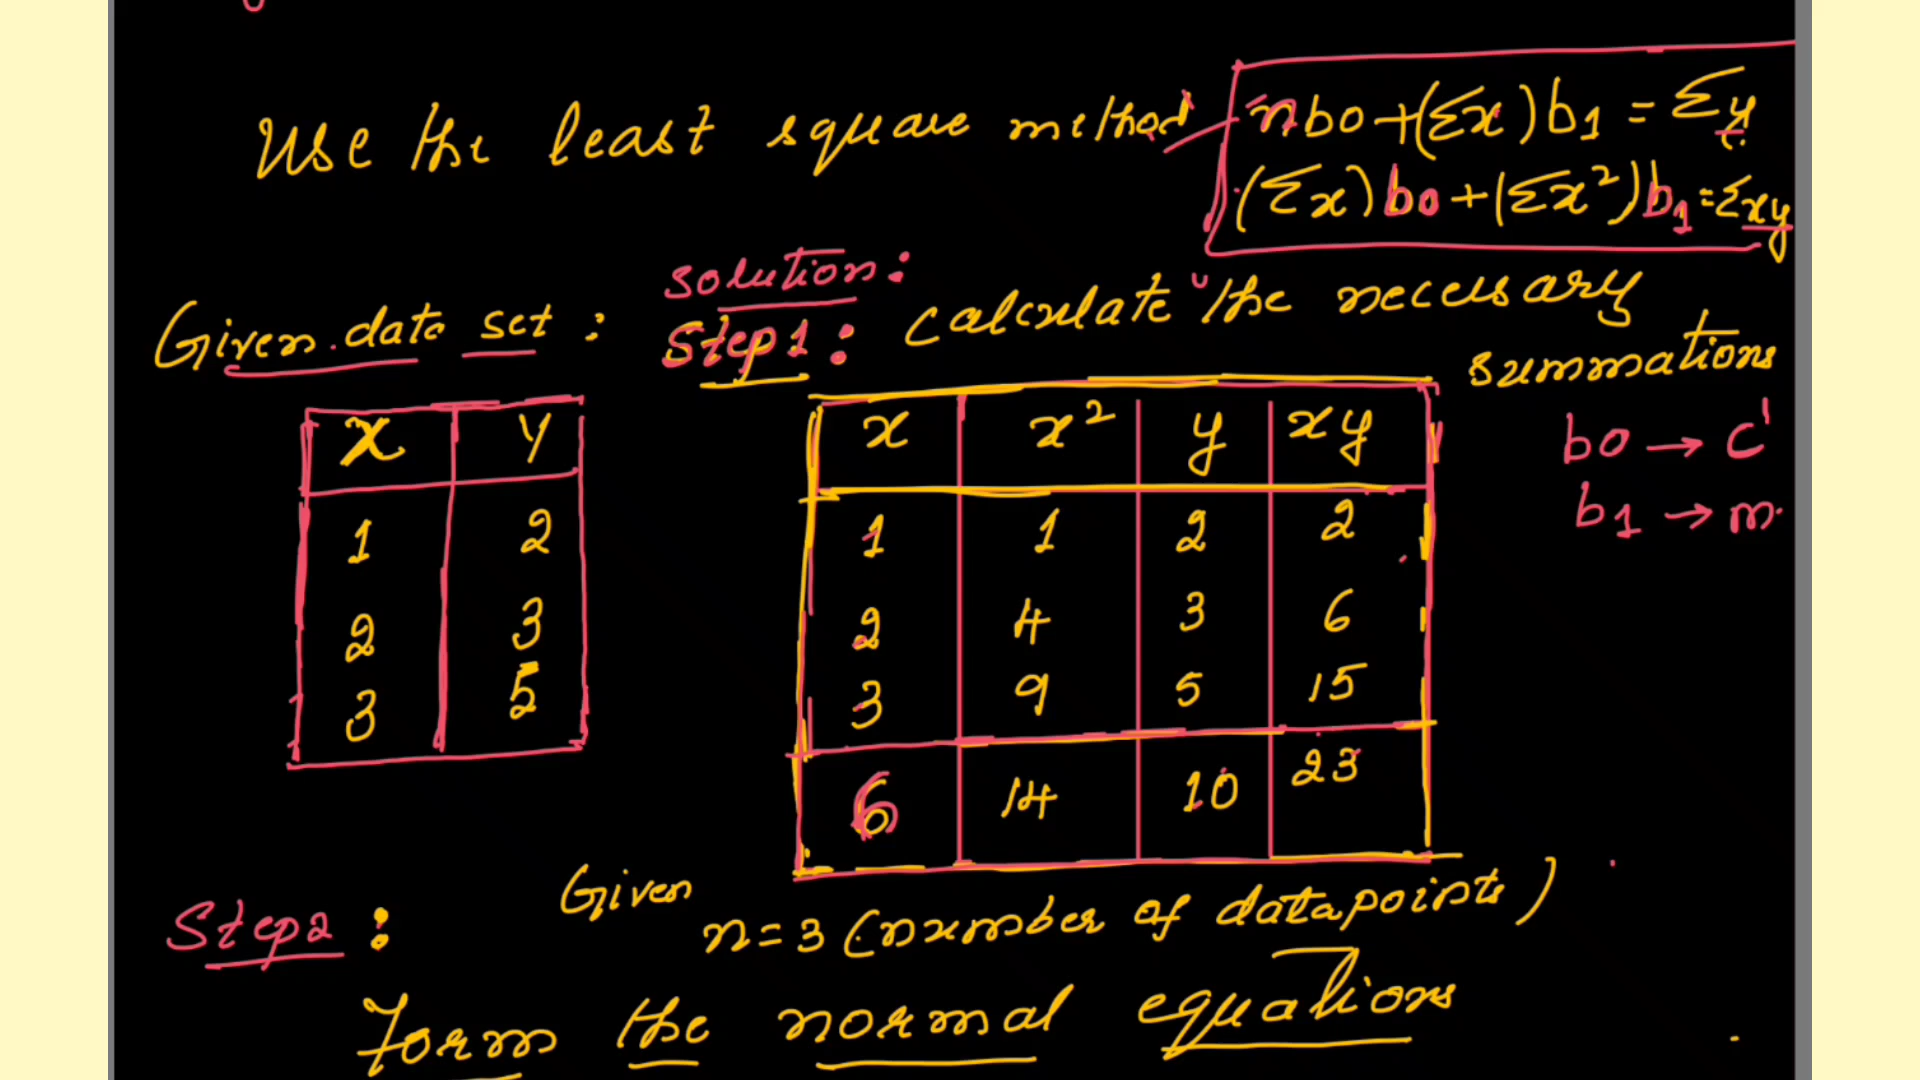 Use the least square method nb0+(Σx)b1 = Σy
(Σx)b0+(Σx²)b1=Σxy
Solution:
Given data set : Step1: Calculate the necessary
summations
X Y
1 2
2 3
3 5
x x² y xy
1 1 2 2
2 4 3 6
3 9 5 15
6 14 10 23
b0 → c
b1 → m
Step2 : Given n=3 (number of datapoints)
Form the normal equations